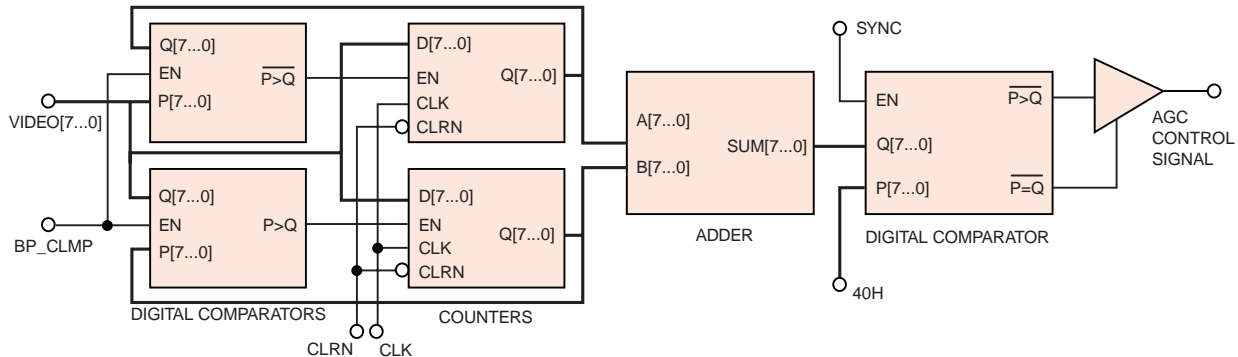 VIDEO[7...0]
BP_CLMP
Q[7...0]
EN
P[7...0]
P>Q
Q[7...0]
EN
P[7...0]
P>Q
DIGITAL COMPARATORS
D[7...0]
EN
CLK
CLRN
Q[7...0]
D[7...0]
EN
CLK
CLRN
Q[7...0]
COUNTERS
CLRN
CLK
A[7...0]
B[7...0]
SUM[7...0]
ADDER
SYNC
EN
Q[7...0]
P[7...0]
P>Q
P=Q
DIGITAL COMPARATOR
40H
AGC
CONTROL
SIGNAL